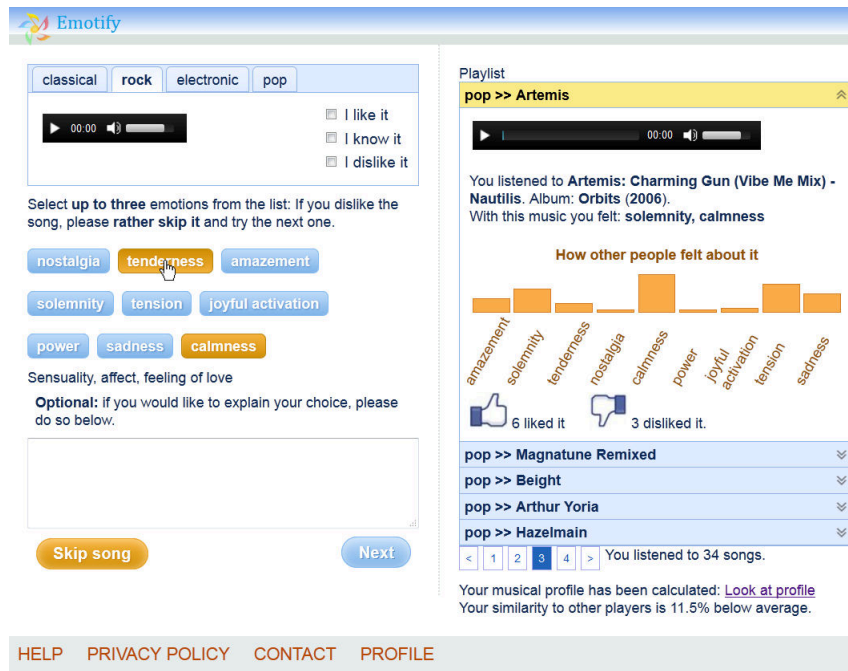 Emotify
classical rock electronic pop
00:00
I like it
I know it
I dislike it
Select up to three emotions from the list: If you dislike the
song, please rather skip it and try the next one.
nostalgia tenderness amazement
solemnity tension joyful activation
power sadness calmness
Sensuality, affect, feeling of love
Optional: if you would like to explain your choice, please
do so below.
Skip song Next
Playlist
pop >> Artemis
00:00
You listened to Artemis: Charming Gun (Vibe Me Mix) -
Nautilis. Album: Orbits (2006).
With this music you felt: solemnity, calmness
How other people felt about it
amazement
solemnity
tenderness
nostalgia
calmness
power
joyful
activation
tension
sadness
6 liked it 3 disliked it.
pop >> Magnatune Remixed
pop >> Beight
pop >> Arthur Yoria
pop >> Hazelmain
< 1 2 3 4 > You listened to 34 songs.
Your musical profile has been calculated: Look at profile
Your similarity to other players is 11.5% below average.
HELP PRIVACY POLICY CONTACT PROFILE